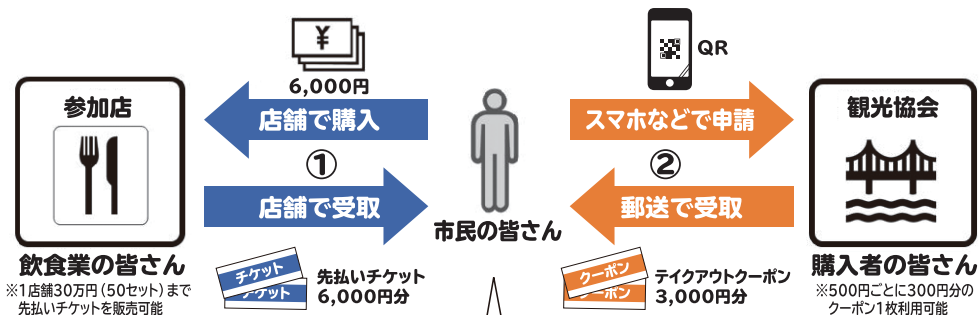 ¥
6,000円
QR
参加店
店舗で購入
スマホなどで申請
観光協会
①
②
店舗で受取
郵送で受取
市民の皆さん
飲食業の皆さん
※1店舗30万円(50セット)まで
先払いチケットを販売可能
チケット
チケット
先払いチケット
6,000円分
クーポン
クーポン
テイクアウトクーポン
3,000円分
購入者の皆さん
※500円ごとに300円分の
クーポン1枚利用可能